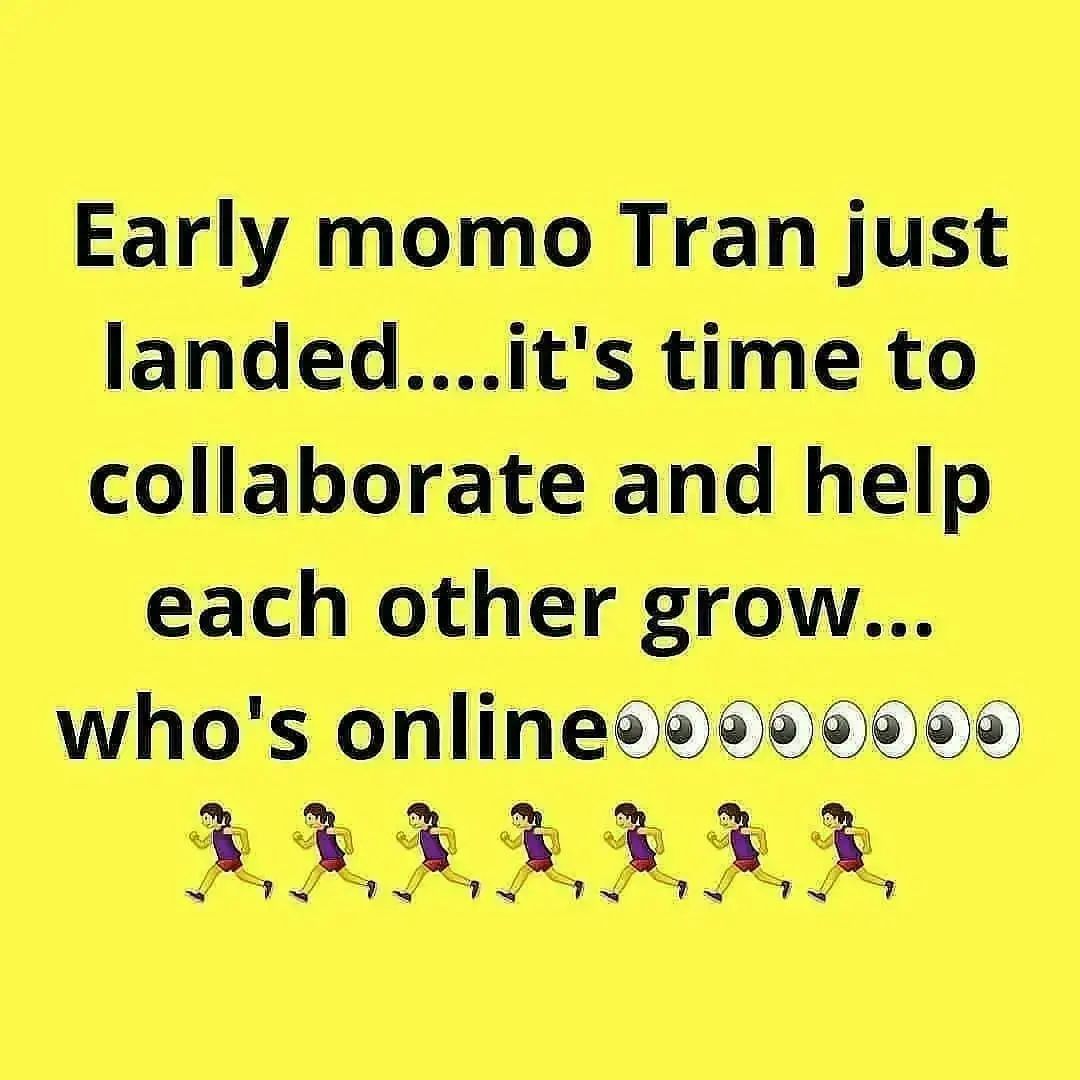 Early momo Tran just
landed....it's time to
collaborate and help
each other grow...
who's online👀👀👀👀
🏃‍♀️🏃‍♀️🏃‍♀️🏃‍♀️🏃‍♀️🏃‍♀️🏃‍♀️